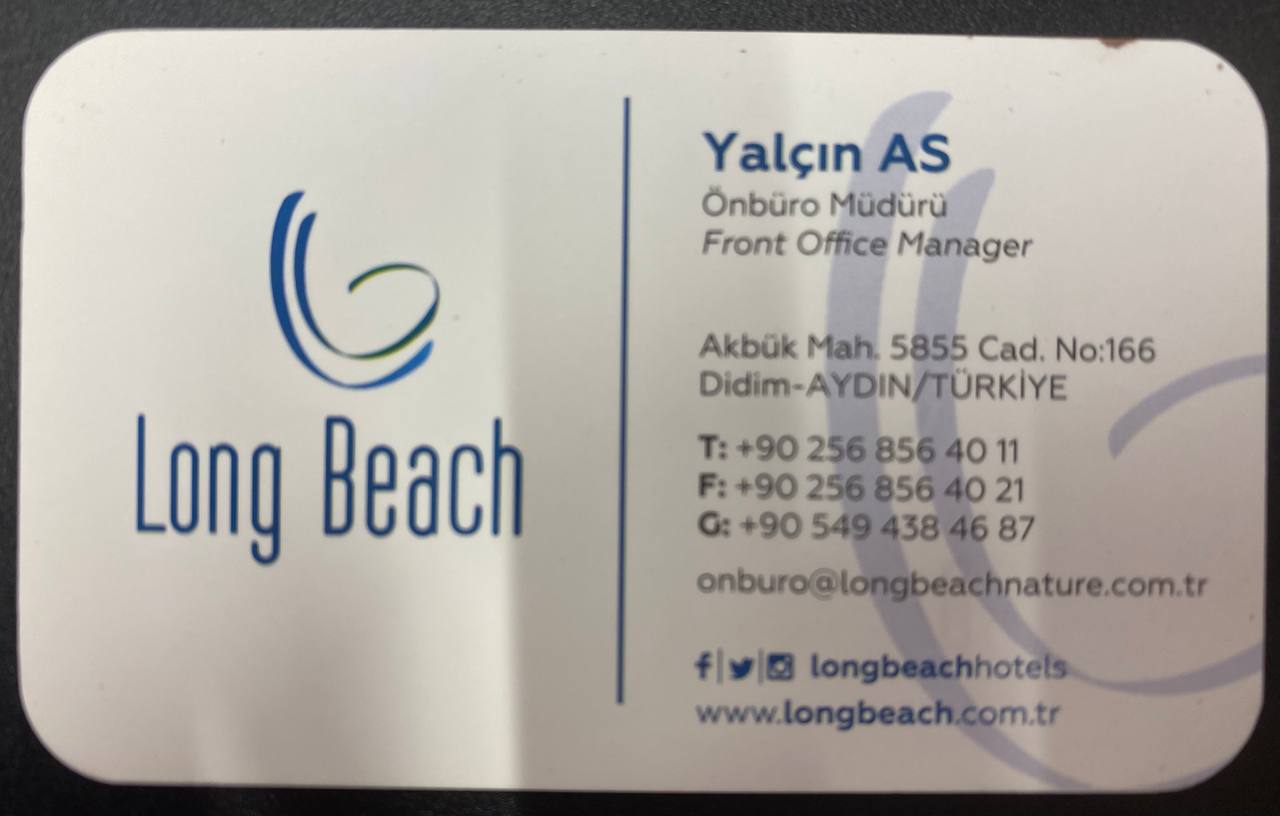 Long Beach
Yalçın AS
Önbüro Müdürü
Front Office Manager
Akbük Mah. 5855 Cad. No:166
Didim-AYDIN/TÜRKİYE
T: +90 256 856 40 11
F: +90 256 856 40 21
G: +90 549 438 46 87
onburo@longbeachnature.com.tr
longbeachhotels
www.longbeach.com.tr